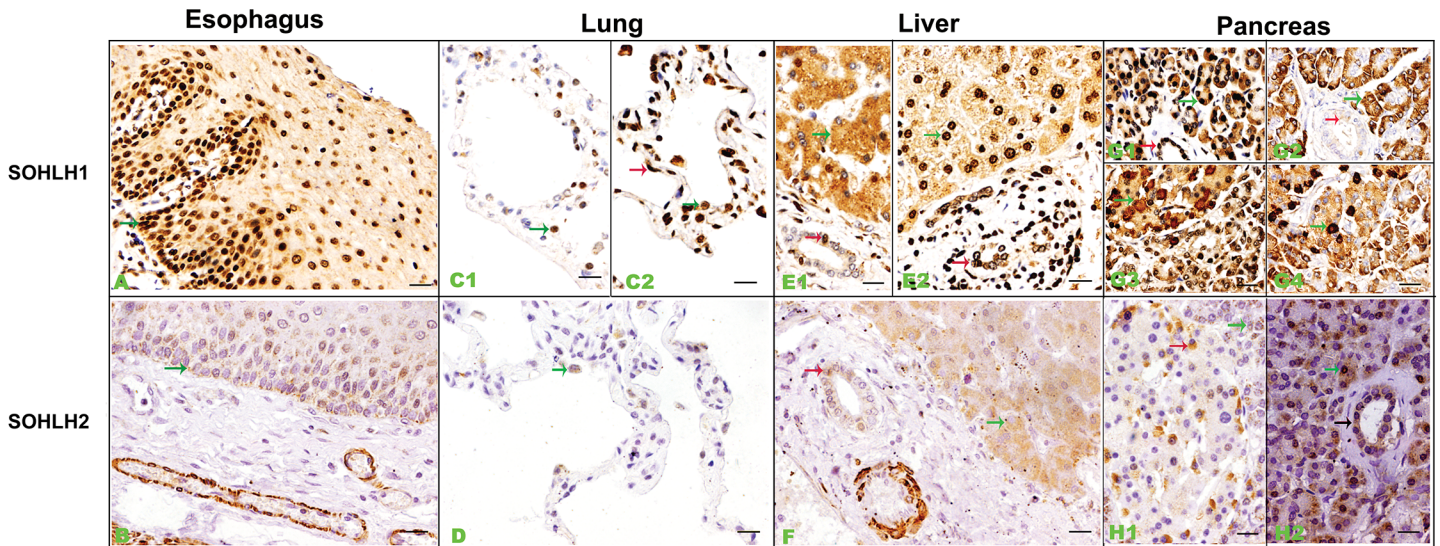 Esophagus Lung Liver Pancreas
SOHLH1
A
C1
C2
E1
E2
G1
G2
G3
G4
SOHLH2
B
D
F
H1
H2